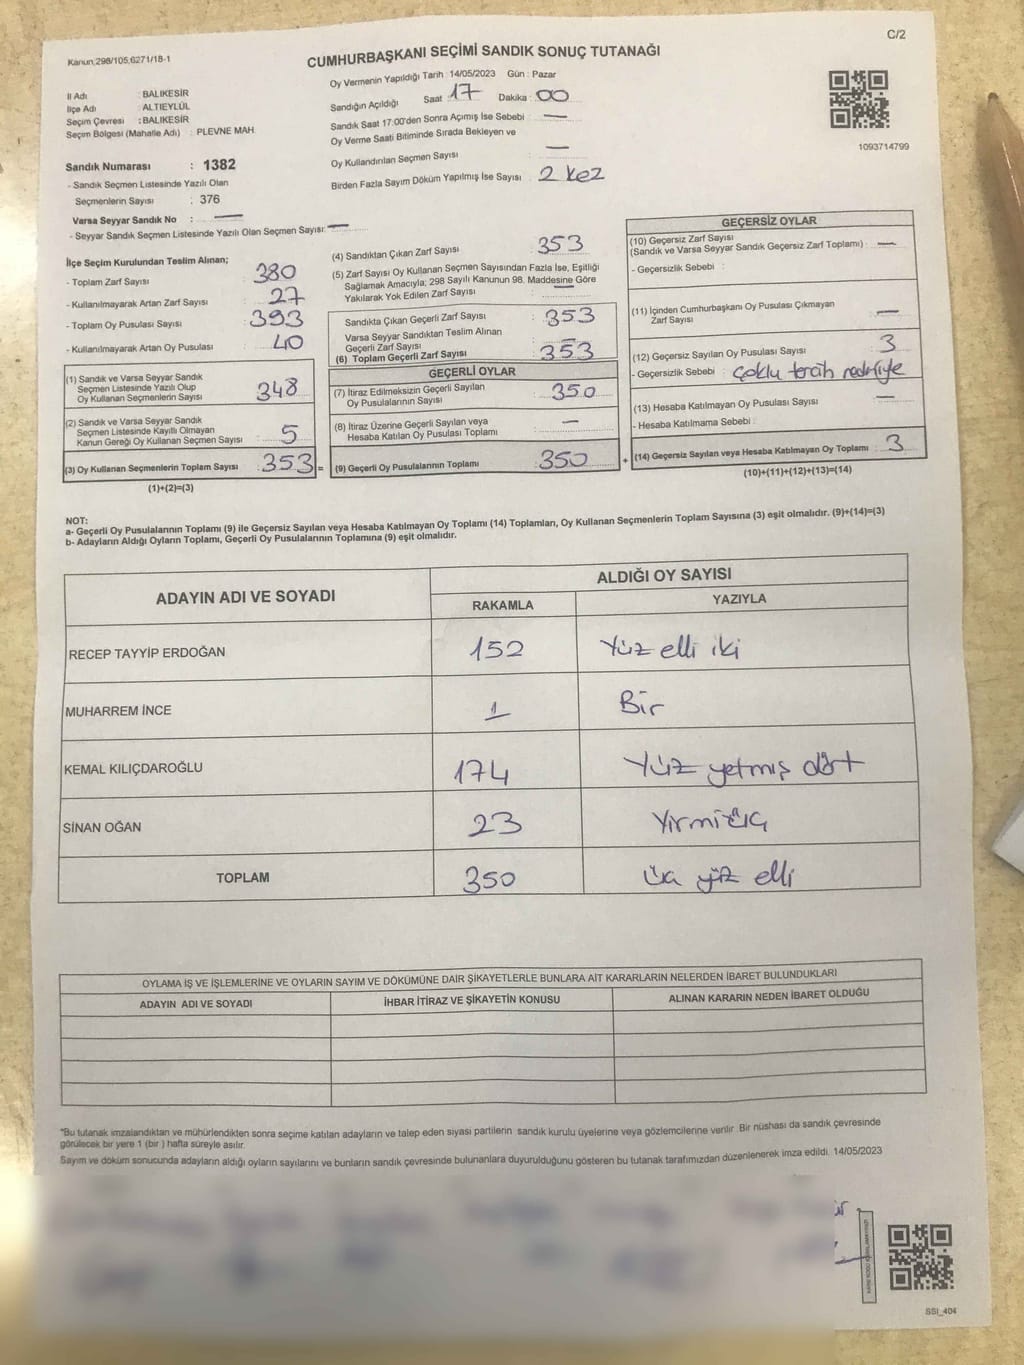 C/2
Kanun,298/105,6271/18-1
CUMHURBAŞKANI SEÇİMİ SANDIK SONUÇ TUTANAĞI
Oy Vermenin Yapıldığı Tarih : 14/05/2023 Gün : Pazar
Sandığın Açıldığı Saat : 17 Dakika : 00
Sandık Saat 17:00'den Sonra Açımış İse Sebebi : —
Oy Verme Saati Bitiminde Sırada Bekleyen ve
Oy Kullandırılan Seçmen Sayısı : —
Birden Fazla Sayım Döküm Yapılmış İse Sayısı : 2 kez
1093714799
İl Adı : BALIKESİR
İlçe Adı : ALTIEYLÜL
Seçim Çevresi : BALIKESİR
Seçim Bölgesi (Mahalle Adı) : PLEVNE MAH.
Sandık Numarası : 1382
- Sandık Seçmen Listesinde Yazılı Olan
Seçmenlerin Sayısı : 376
Varsa Seyyar Sandık No : —
- Seyyar Sandık Seçmen Listesinde Yazılı Olan Seçmen Sayısı: —
İlçe Seçim Kurulundan Teslim Alınan;
- Toplam Zarf Sayısı : 380
- Kullanılmayarak Artan Zarf Sayısı : 27
- Toplam Oy Pusulası Sayısı : 393
- Kullanılmayarak Artan Oy Pusulası : 40
(1) Sandık ve Varsa Seyyar Sandık
Seçmen Listesinde Yazılı Olup
Oy Kullanan Seçmenlerin Sayısı : 348
(2) Sandık ve Varsa Seyyar Sandık
Seçmen Listesinde Kayıtlı Olmayan
Kanun Gereği Oy Kullanan Seçmen Sayısı : 5
(3) Oy Kullanan Seçmenlerin Toplam Sayısı : 353 =
(1)+(2)=(3)
(4) Sandıktan Çıkan Zarf Sayısı : 353
(5) Zarf Sayısı Oy Kullanan Seçmen Sayısından Fazla İse, Eşitliği
Sağlamak Amacıyla; 298 Sayılı Kanunun 98. Maddesine Göre
Yakılarak Yok Edilen Zarf Sayısı :
Sandıkta Çıkan Geçerli Zarf Sayısı : 353
Varsa Seyyar Sandıktan Teslim Alınan
Geçerli Zarf Sayısı :
(6) Toplam Geçerli Zarf Sayısı : 353
GEÇERLİ OYLAR
(7) İtiraz Edilmeksizin Geçerli Sayılan
Oy Pusulalarının Sayısı : 350
(8) İtiraz Üzerine Geçerli Sayılan veya
Hesaba Katılan Oy Pusulası Toplamı : —
(9) Geçerli Oy Pusulalarının Toplamı : 350 +
GEÇERSİZ OYLAR
(10) Geçersiz Zarf Sayısı
(Sandık ve Varsa Seyyar Sandık Geçersiz Zarf Toplamı) : —
- Geçersizlik Sebebi :
(11) İçinden Cumhurbaşkanı Oy Pusulası Çıkmayan
Zarf Sayısı : —
(12) Geçersiz Sayılan Oy Pusulası Sayısı : 3
- Geçersizlik Sebebi : Çoklu tercih nedeniyle
(13) Hesaba Katılmayan Oy Pusulası Sayısı : —
- Hesaba Katılmama Sebebi :
(14) Geçersiz Sayılan veya Hesaba Katılmayan Oy Toplamı : 3
(10)+(11)+(12)+(13)=(14)
NOT:
a- Geçerli Oy Pusulalarının Toplamı (9) ile Geçersiz Sayılan veya Hesaba Katılmayan Oy Toplamı (14) Toplamları, Oy Kullanan Seçmenlerin Toplam Sayısına (3) eşit olmalıdır. (9)+(14)=(3)
b- Adayların Aldığı Oyların Toplamı, Geçerli Oy Pusulalarının Toplamına (9) eşit olmalıdır.
ADAYIN ADI VE SOYADI
ALDIĞI OY SAYISI
RAKAMLA YAZIYLA
RECEP TAYYİP ERDOĞAN 152 Yüz elli iki
MUHARREM İNCE 1 Bir
KEMAL KILIÇDAROĞLU 174 Yüz yetmiş dört
SİNAN OĞAN 23 Yirmiüç
TOPLAM 350 üç yüz elli
OYLAMA İŞ VE İŞLEMLERİNE VE OYLARIN SAYIM VE DÖKÜMÜNE DAİR ŞİKAYETLERLE BUNLARA AİT KARARLARIN NELERDEN İBARET BULUNDUKLARI
ADAYIN ADI VE SOYADI İHBAR İTİRAZ VE ŞİKAYETİN KONUSU ALINAN KARARIN NEDEN İBARET OLDUĞU
*Bu tutanak imzalandıktan ve mühürlendikten sonra seçime katılan adayların ve talep eden siyasi partilerin sandık kurulu üyelerine veya gözlemcilerine verilir. Bir nüshası da sandık çevresinde
görülecek bir yere 1 (bir ) hafta süreyle asılır.
Sayım ve döküm sonucunda adayların aldığı oyların sayılarını ve bunların sandık çevresinde bulunanlara duyurulduğunu gösteren bu tutanak tarafımızdan düzenlenerek imza edildi. 14/05/2023
SSI_404